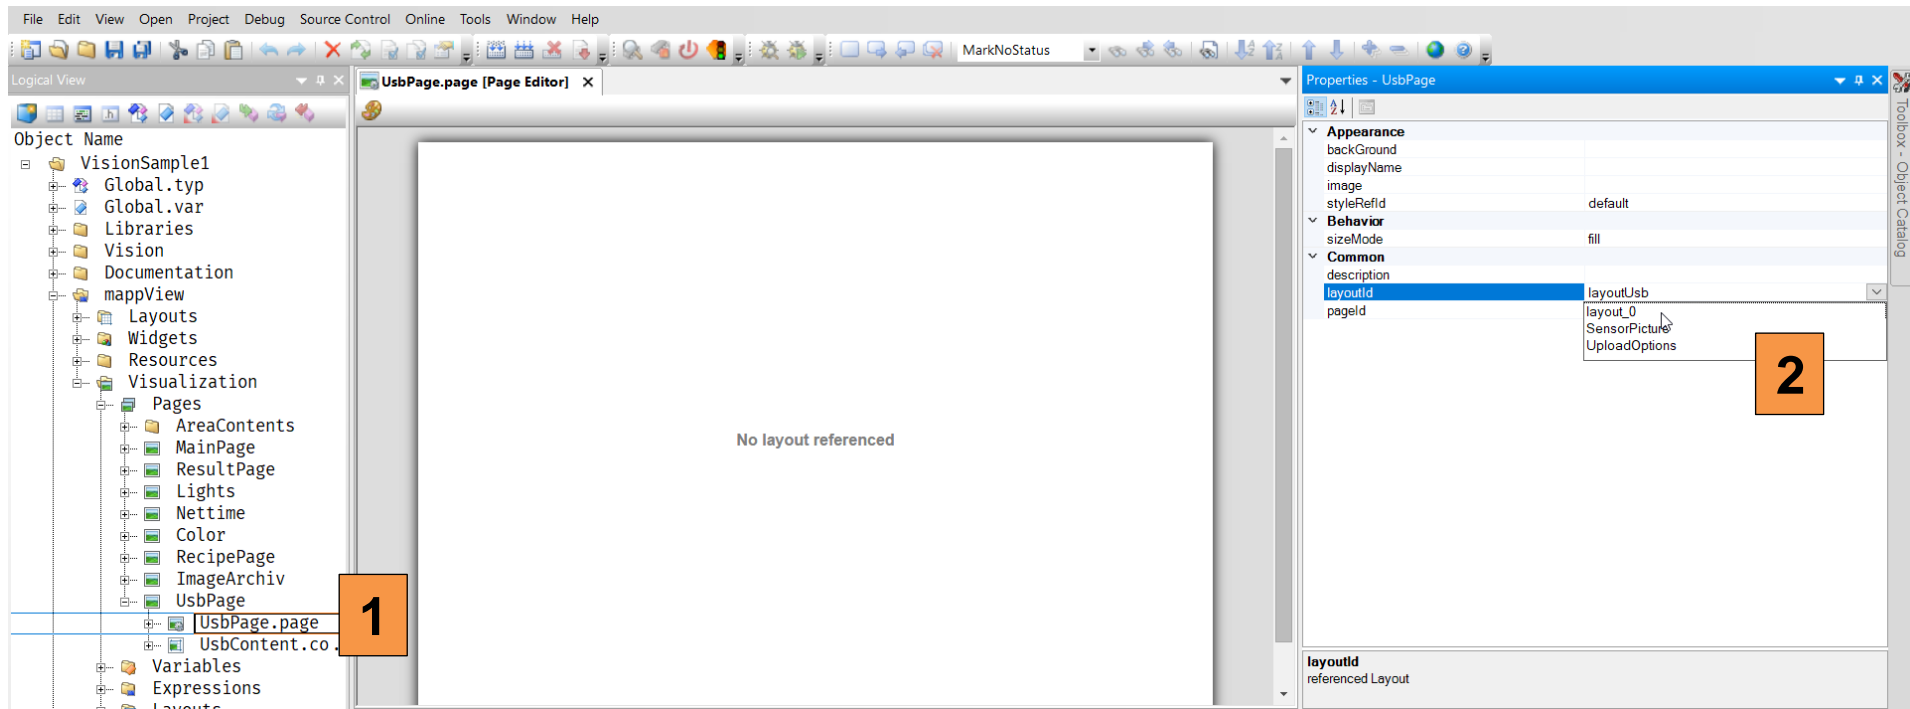 File Edit View Open Project Debug Source Control Online Tools Window Help
MarkNoStatus
Logical View
Object Name
VisionSample1
Global.typ
Global.var
Libraries
Vision
Documentation
mappView
Layouts
Widgets
Resources
Visualization
Pages
AreaContents
MainPage
ResultPage
Lights
Nettime
Color
RecipePage
ImageArchiv
UsbPage
UsbPage.page
UsbContent.co.
Variables
Expressions
Layouts
1
UsbPage.page [Page Editor] X
No layout referenced
Properties - UsbPage
Appearance
backGround
displayName
image
styleRefId default
Behavior
sizeMode fill
Common
description
layoutId layoutUsb
pageId
layout_0
SensorPicture
UploadOptions
2
layoutId
referenced Layout
Toolbox - Object Catalog